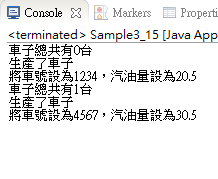 Console Markers Properti
<terminated> Sample3_15 [Java App
車子總共有0台
生產了車子
將車號設為1234，汽油量設為20.5
車子總共有1台
生產了車子
將車號設為4567，汽油量設為30.5